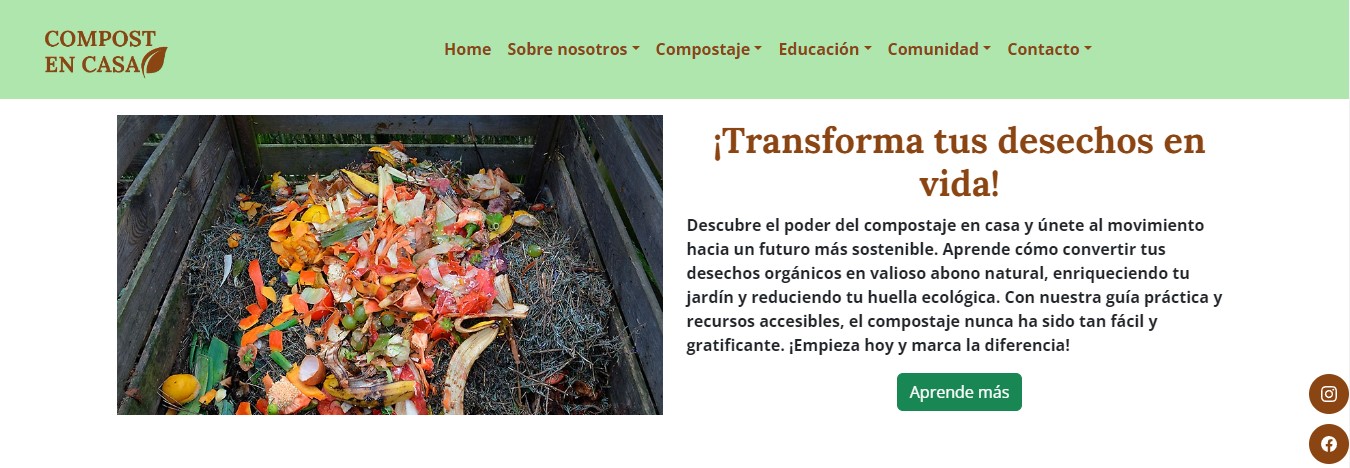 COMPOST
EN CASA
Home Sobre nosotros Compostaje Educación Comunidad Contacto
¡Transforma tus desechos en
vida!
Descubre el poder del compostaje en casa y únete al movimiento
hacia un futuro más sostenible. Aprende cómo convertir tus
desechos orgánicos en valioso abono natural, enriqueciendo tu
jardín y reduciendo tu huella ecológica. Con nuestra guía práctica y
recursos accesibles, el compostaje nunca ha sido tan fácil y
gratificante. ¡Empieza hoy y marca la diferencia!
Aprende más